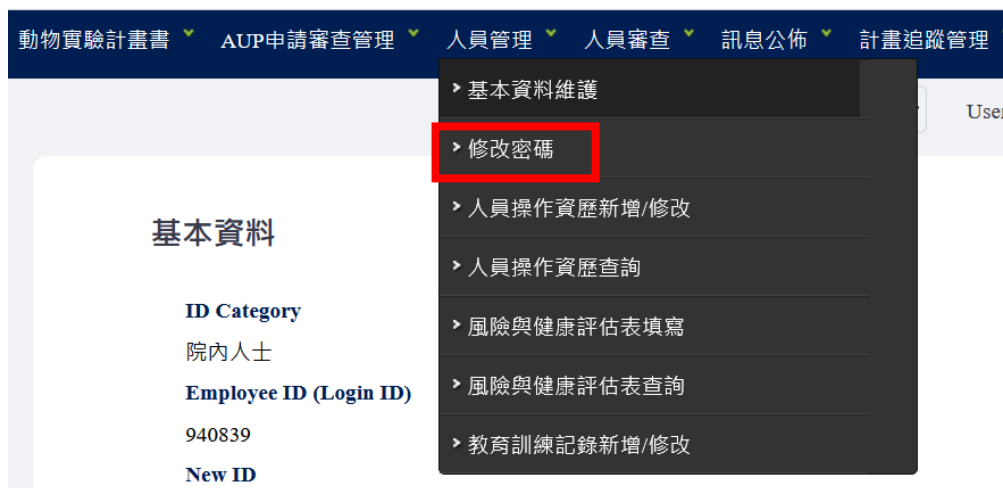 動物實驗計畫書 AUP申請審查管理 人員管理 人員審查 訊息公佈 計畫追蹤管理
基本資料維護
User
修改密碼
人員操作資歷新增/修改
基本資料
人員操作資歷查詢
ID Category
風險與健康評估表填寫
院內人士
風險與健康評估表查詢
Employee ID (Login ID)
940839
教育訓練記錄新增/修改
New ID